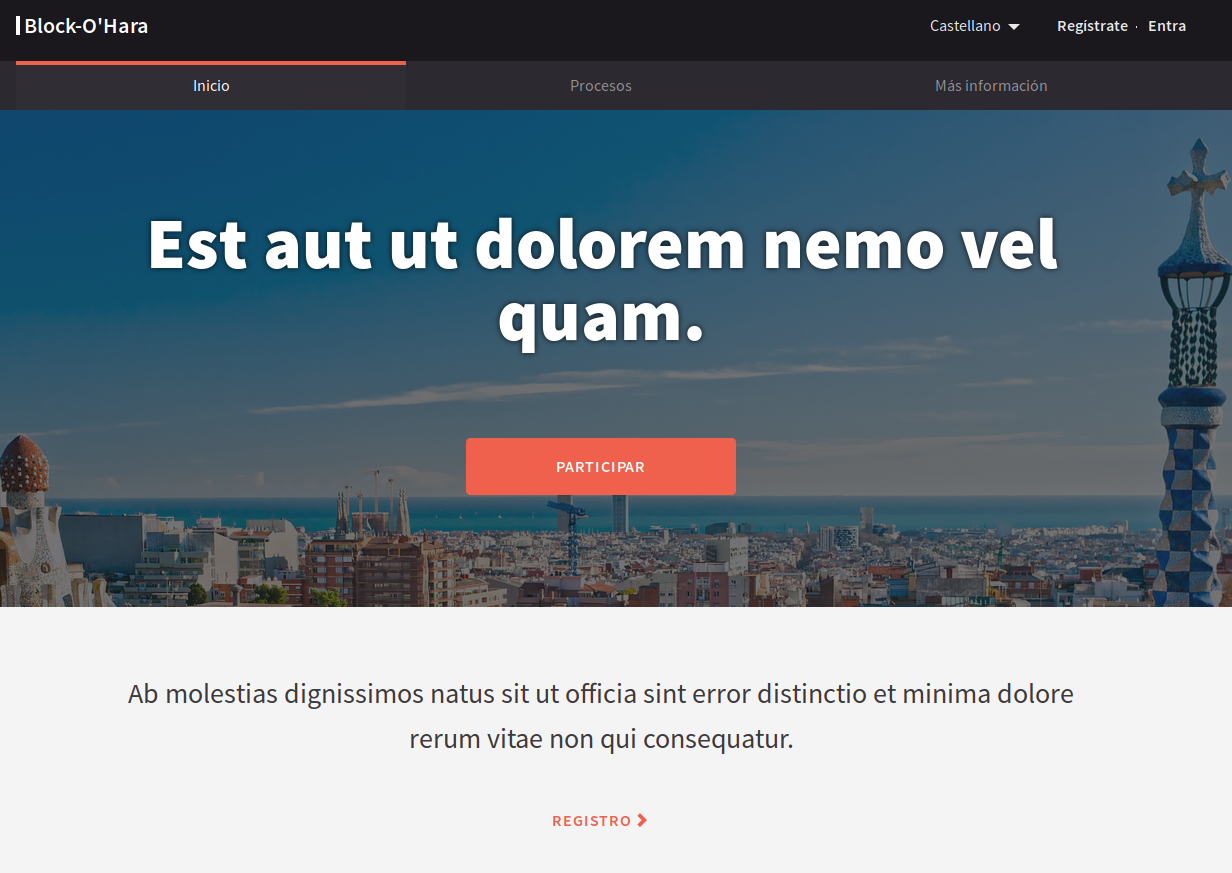 Block-O'Hara
Castellano
Regístrate · Entra
Inicio
Procesos
Más información
Est aut ut dolorem nemo vel
quam.
PARTICIPAR
Ab molestias dignissimos natus sit ut officia sint error distinctio et minima dolore
rerum vitae non qui consequatur.
REGISTRO